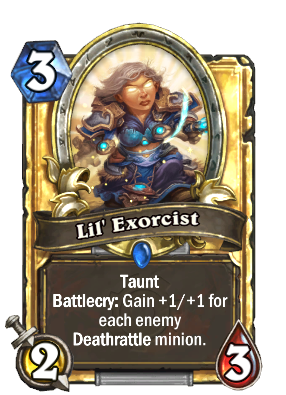 3
Lil' Exorcist
Taunt
Battlecry: Gain +1/+1 for
each enemy
Deathrattle minion.
2
3